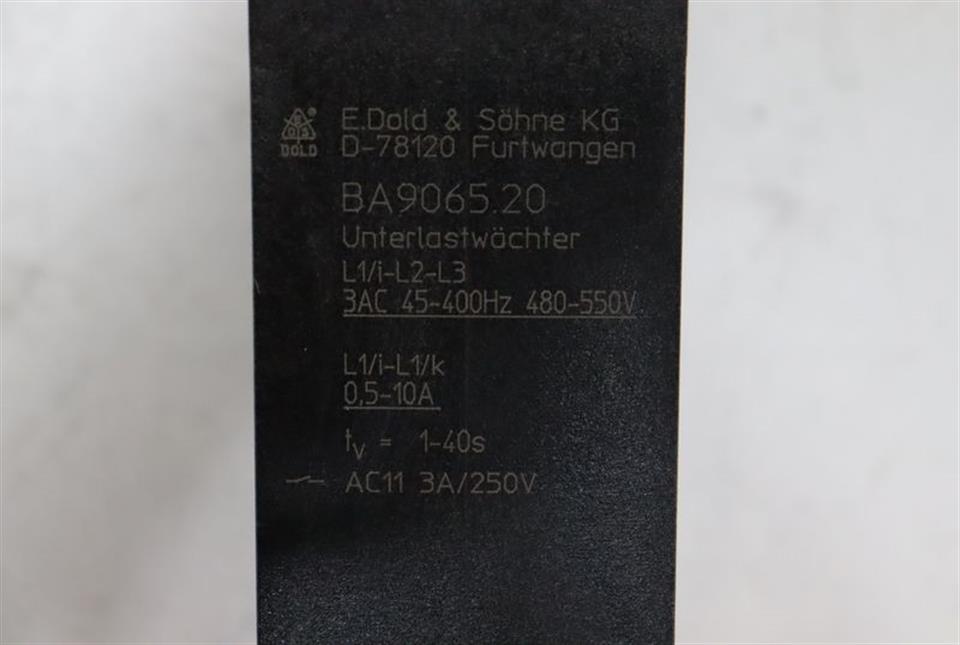 E.Dold & Söhne KG
DOLD
D-78120 Furtwangen
BA9065.20
Unterlastwächter
L1/i-L2-L3
3AC 45-400Hz 480-550V
L1/i-L1/k
0,5-10A
tv = 1-40s
AC11 3A/250V